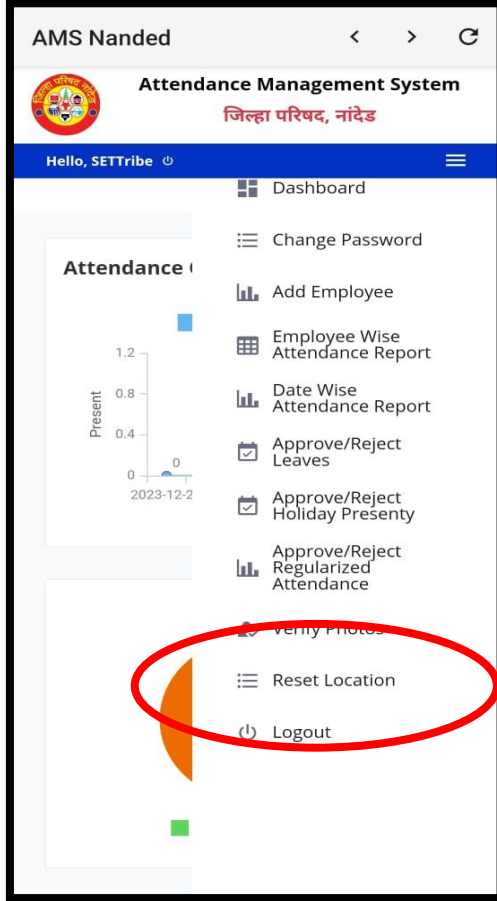 AMS Nanded
Attendance Management System
जिल्हा परिषद, नांदेड
Hello, SETTribe
Dashboard
Change Password
Add Employee
Employee Wise
Attendance Report
Date Wise
Attendance Report
Approve/Reject
Leaves
Approve/Reject
Holiday Presenty
Approve/Reject
Regularized
Attendance
Verify Photos
Reset Location
Logout
Attendance
1.2
0.8
0.4
0
0
Present
2023-12-2